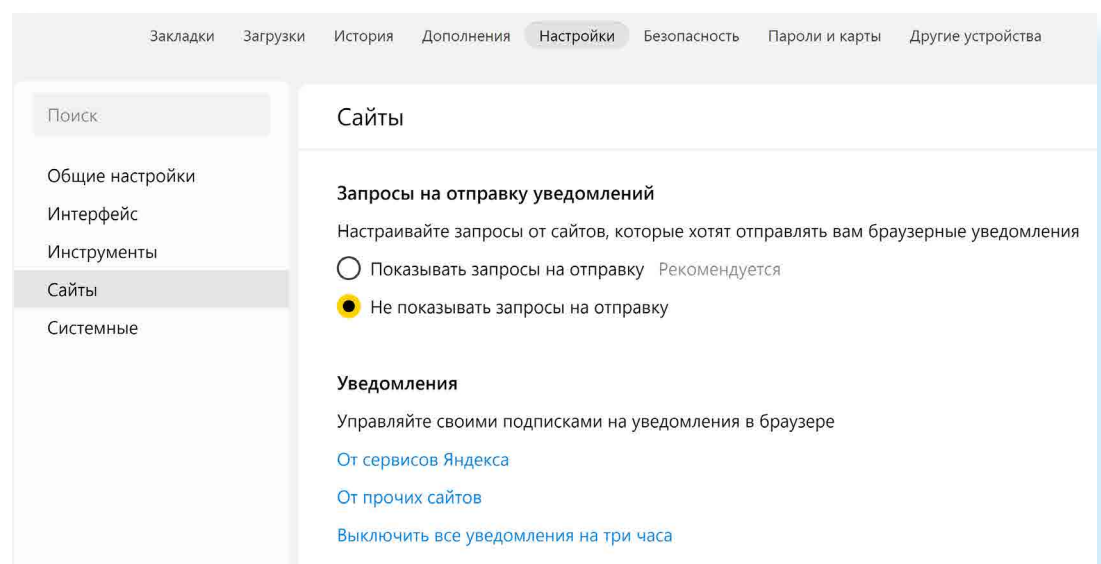 Закладки Загрузки История Дополнения Настройки Безопасность Пароли и карты Другие устройства
Поиск
Общие настройки
Интерфейс
Инструменты
Сайты
Системные
Сайты
Запросы на отправку уведомлений
Настраивайте запросы от сайтов, которые хотят отправлять вам браузерные уведомления
Показывать запросы на отправку Рекомендуется
Не показывать запросы на отправку
Уведомления
Управляйте своими подписками на уведомления в браузере
От сервисов Яндекса
От прочих сайтов
Выключить все уведомления на три часа